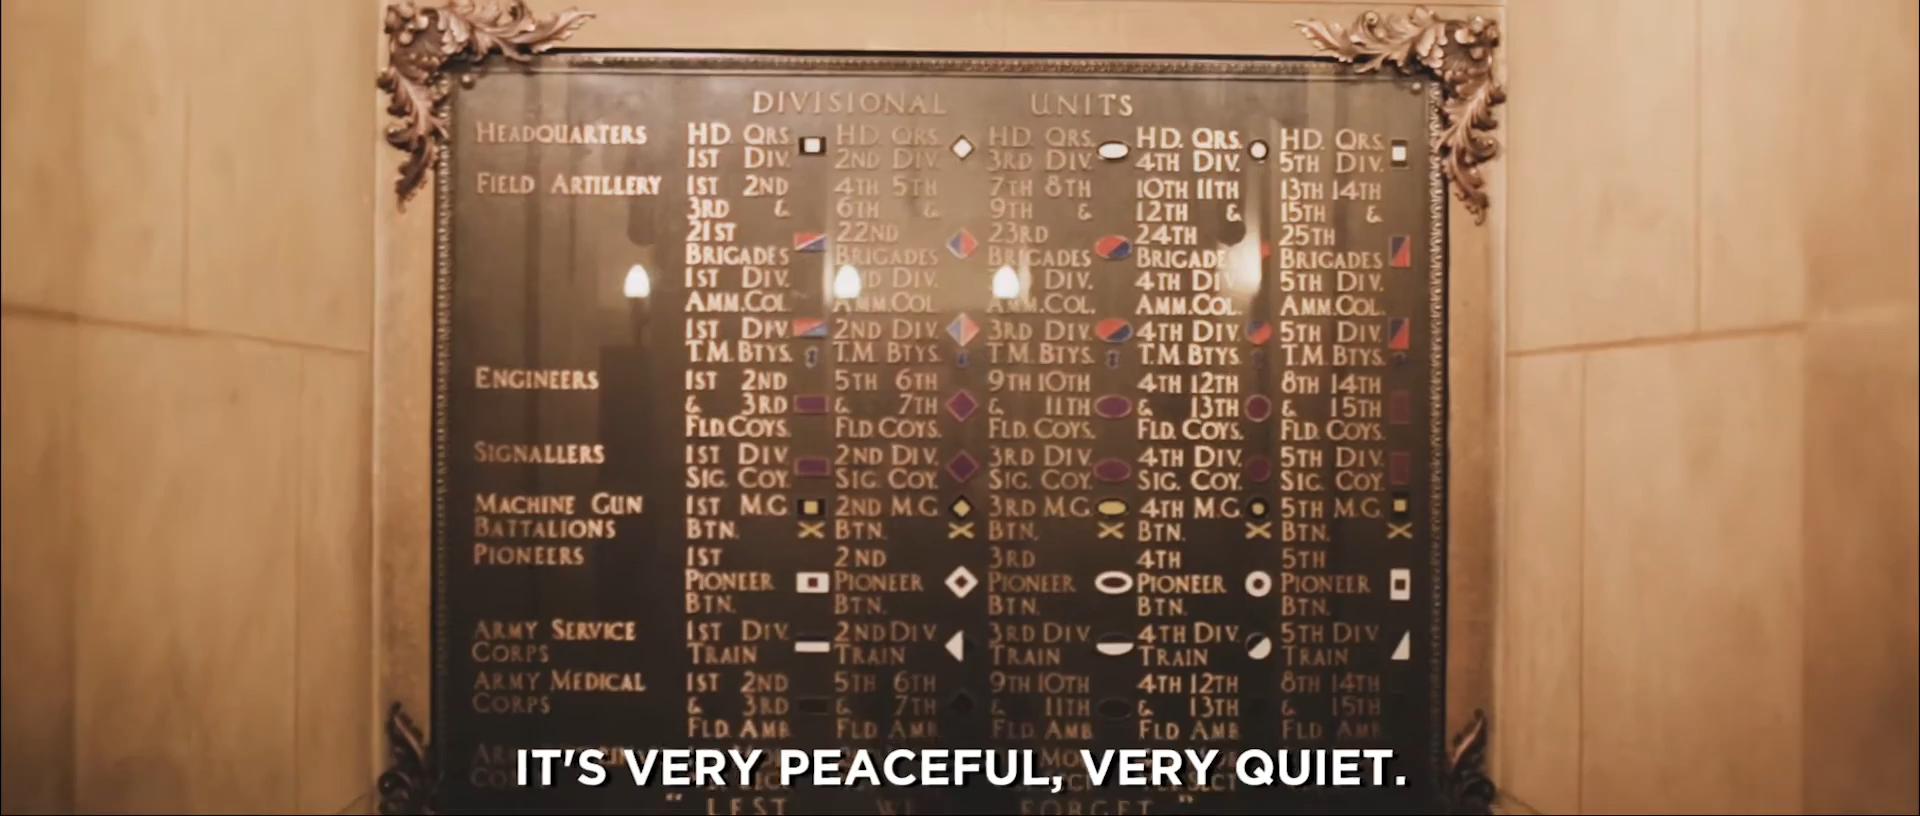 DIVISIONAL UNITS
HEADQUARTERS HD. QRS. HD. QRS. HD. QRS. HD. QRS. HD. QRS.
1ST DIV. 2ND DIV. 3RD DIV. 4TH DIV. 5TH DIV.
FIELD ARTILLERY 1ST 2ND 4TH 5TH 7TH 8TH 10TH 11TH 13TH 14TH
3RD & 6TH & 9TH & 12TH & 15TH &
21ST 22ND 23RD 24TH 25TH
BRIGADES BRIGADES BRIGADES BRIGADE BRIGADES
1ST DIV. DIV. DIV. 4TH DIV 5TH DIV.
AMM.COL. AMM.COL. AMM.COL. AMM.COL. AMM.COL.
1ST DIV. 2ND DIV. 3RD DIV. 4TH DIV. 5TH DIV.
T.M. BTYS. T.M. BTYS. T.M. BTYS. T.M. BTYS. T.M. BTYS.
ENGINEERS 1ST 2ND 5TH 6TH 9TH 10TH 4TH 12TH 8TH 14TH
& 3RD & 7TH & 11TH & 13TH & 15TH
FLD. COYS. FLD. COYS. FLD. COYS. FLD. COYS. FLD. COYS.
SIGNALLERS 1ST DIV. 2ND DIV. 3RD DIV. 4TH DIV. 5TH DIV.
SIG. COY. SIG. COY. SIG. COY. SIG. COY. SIG. COY.
MACHINE GUN 1ST M.G. 2ND M.G. 3RD M.G. 4TH M.G. 5TH M.G.
BATTALIONS BTN. BTN. BTN. BTN. BTN.
PIONEERS 1ST 2ND 3RD 4TH 5TH
PIONEER PIONEER PIONEER PIONEER PIONEER
BTN. BTN. BTN. BTN. BTN.
ARMY SERVICE 1ST DIV. 2ND DIV. 3RD DIV. 4TH DIV. 5TH DIV
CORPS TRAIN TRAIN TRAIN TRAIN TRAIN
ARMY MEDICAL 1ST 2ND 5TH 6TH 9TH 10TH 4TH 12TH 8TH 14TH
CORPS & 3RD & 7TH & 11TH & 13TH & 15TH
FLD AMB. FLD AMB. FLD AMB FLD AMB FLD AMB
IT'S VERY PEACEFUL, VERY QUIET.
"LEST WE FORGET"